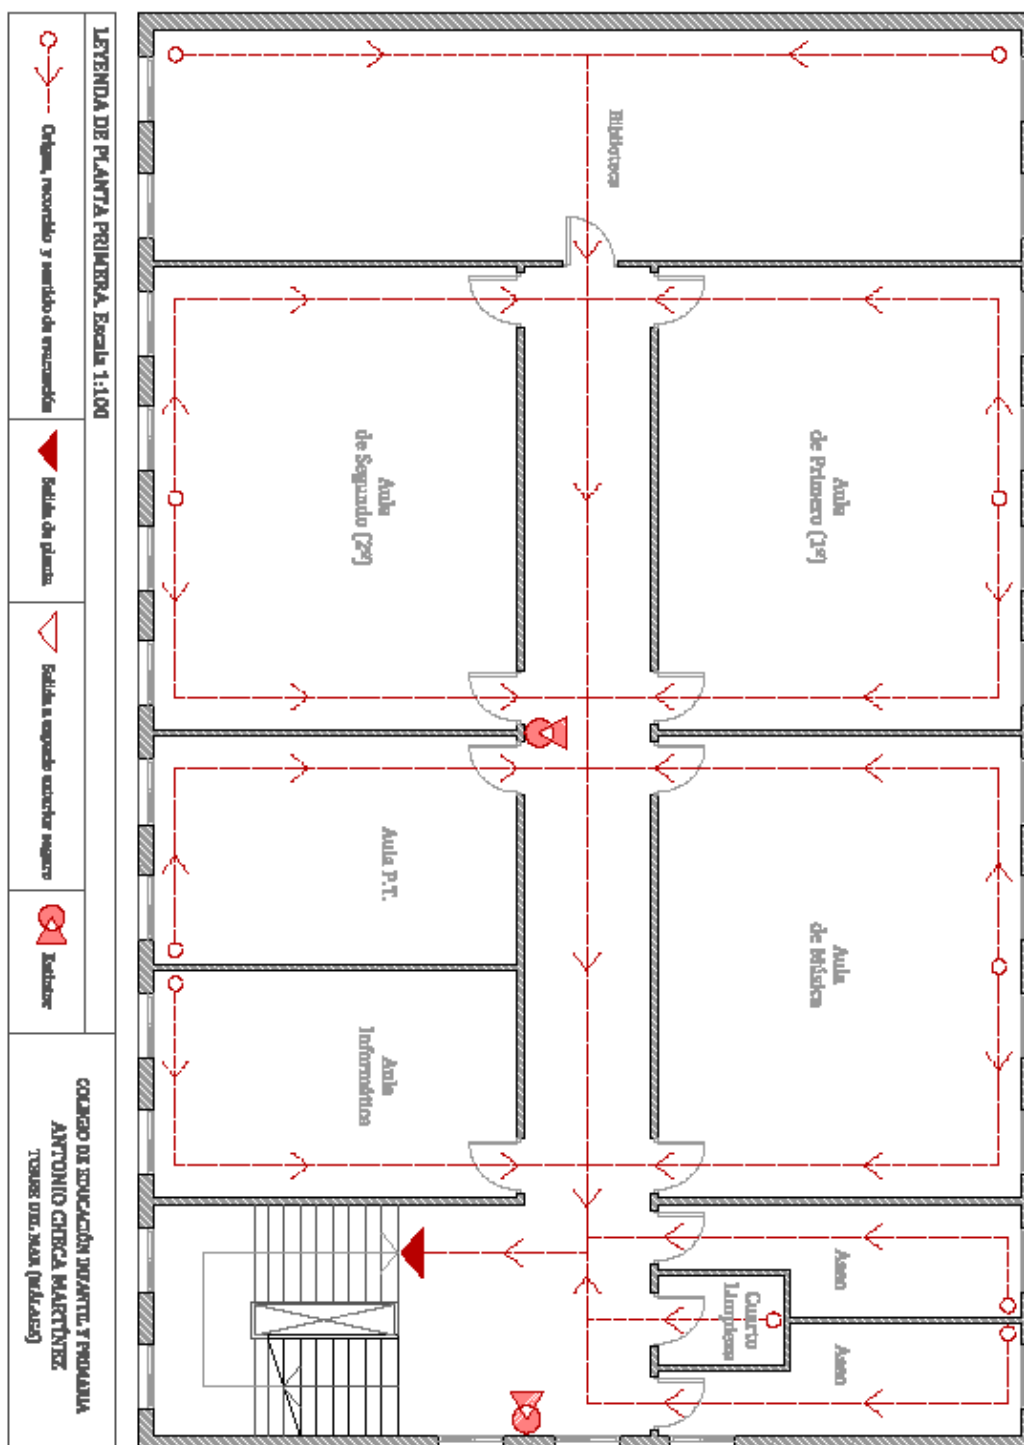 Biblioteca
Aula
de Primero (1º)
Aula
de Segundo (2º)
Aula
de Música
Aula P.T.
Aula
Informática
Aseo
Cuarto
Limpieza
Aseo
LEYENDA DE PLANTA PRIMERA. Escala 1:100
Origen, recorrido y sentido de evacuación
Salida de planta
Salida a espacio exterior seguro
Extintor
COLEGIO DE EDUCACIÓN INFANTIL Y PRIMARIA
ANTONIO CHECA MARTÍNEZ
TORRE DEL MAR (MÁLAGA)